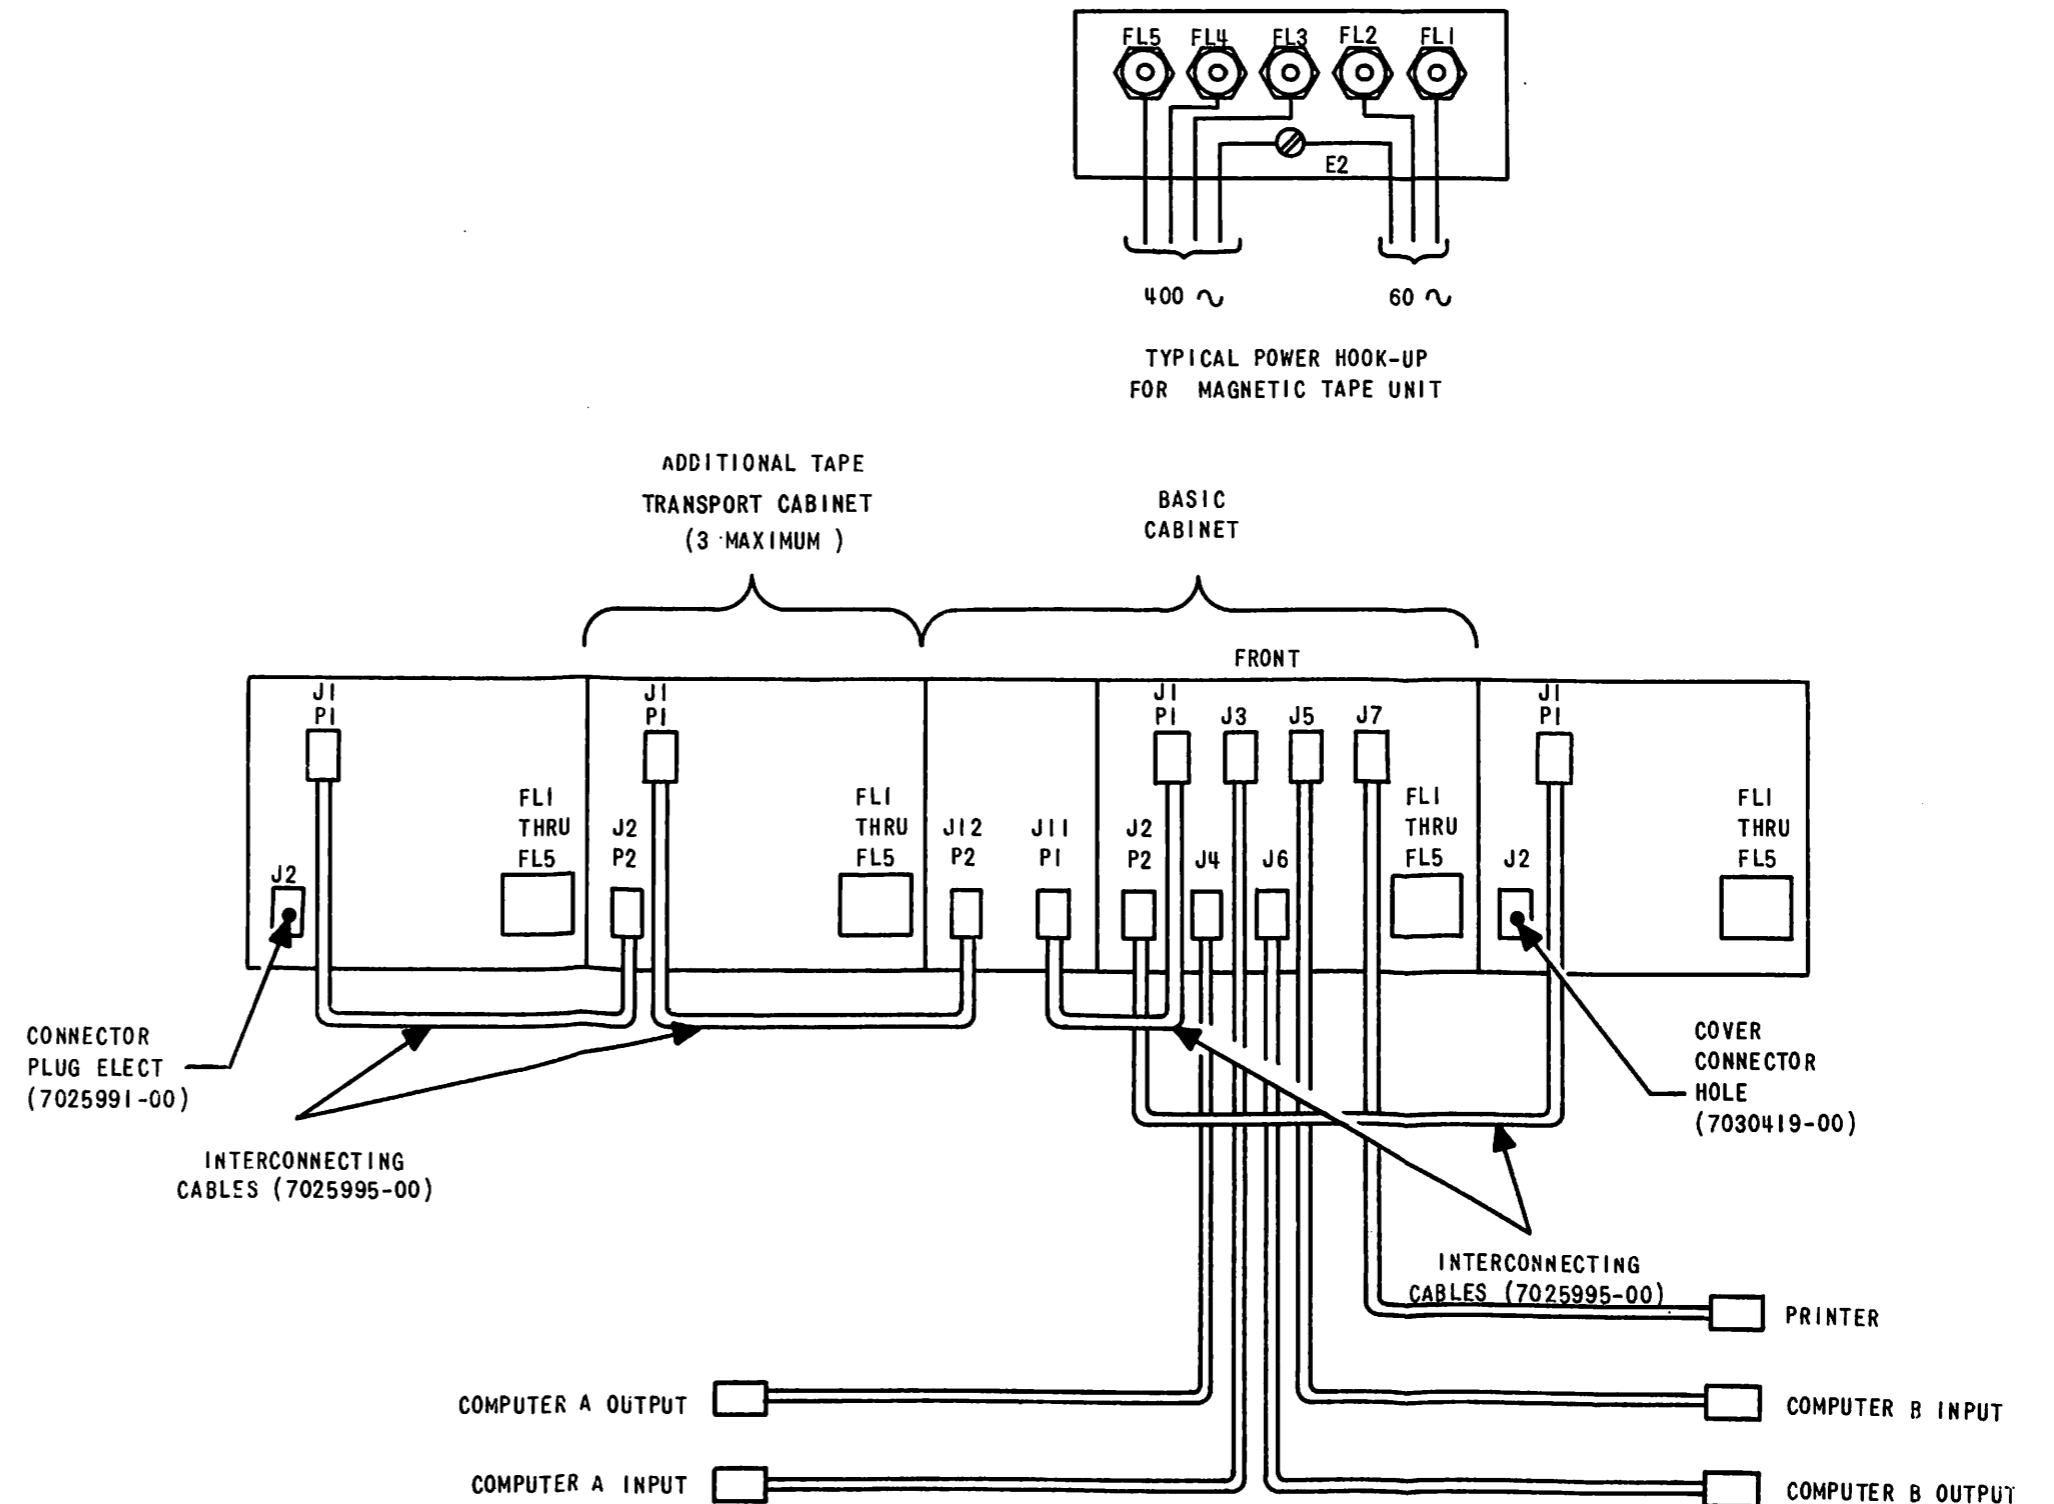 FL5 FL4 FL3 FL2 FL1
E2
400 ∿ 60 ∿
TYPICAL POWER HOOK-UP
FOR MAGNETIC TAPE UNIT
ADDITIONAL TAPE
TRANSPORT CABINET
(3 MAXIMUM )
BASIC
CABINET
FRONT
J1
P1
J1
P1
J1
P1
J3
J5
J7
J1
P1
FL1
THRU
FL5
J2
P2
FL1
THRU
FL5
J12
P2
J11
P1
J2
P2
J4
J6
FL1
THRU
FL5
J2
FL1
THRU
FL5
J2
CONNECTOR
PLUG ELECT
(7025991-00)
COVER
CONNECTOR
HOLE
(7030419-00)
INTERCONNECTING
CABLES (7025995-00)
INTERCONNECTING
CABLES (7025995-00)
PRINTER
COMPUTER A OUTPUT
COMPUTER B INPUT
COMPUTER A INPUT
COMPUTER B OUTPUT